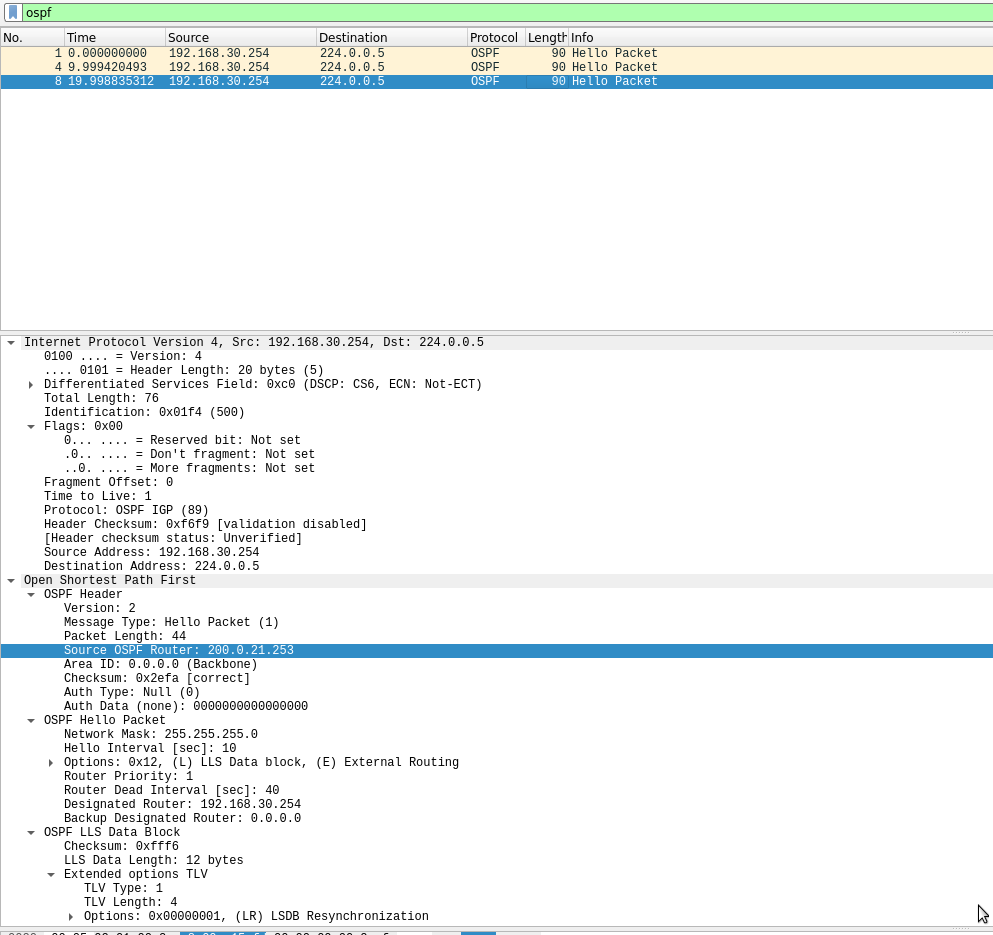 ospf
No. Time Source Destination Protocol Length Info
1 0.000000000 192.168.30.254 224.0.0.5 OSPF 90 Hello Packet
4 9.999420493 192.168.30.254 224.0.0.5 OSPF 90 Hello Packet
8 19.998835312 192.168.30.254 224.0.0.5 OSPF 90 Hello Packet
Internet Protocol Version 4, Src: 192.168.30.254, Dst: 224.0.0.5
0100 .... = Version: 4
.... 0101 = Header Length: 20 bytes (5)
Differentiated Services Field: 0xc0 (DSCP: CS6, ECN: Not-ECT)
Total Length: 76
Identification: 0x01f4 (500)
Flags: 0x00
0... .... = Reserved bit: Not set
.0.. .... = Don't fragment: Not set
..0. .... = More fragments: Not set
Fragment Offset: 0
Time to Live: 1
Protocol: OSPF IGP (89)
Header Checksum: 0xf6f9 [validation disabled]
[Header checksum status: Unverified]
Source Address: 192.168.30.254
Destination Address: 224.0.0.5
Open Shortest Path First
OSPF Header
Version: 2
Message Type: Hello Packet (1)
Packet Length: 44
Source OSPF Router: 200.0.21.253
Area ID: 0.0.0.0 (Backbone)
Checksum: 0x2efa [correct]
Auth Type: Null (0)
Auth Data (none): 0000000000000000
OSPF Hello Packet
Network Mask: 255.255.255.0
Hello Interval [sec]: 10
Options: 0x12, (L) LLS Data block, (E) External Routing
Router Priority: 1
Router Dead Interval [sec]: 40
Designated Router: 192.168.30.254
Backup Designated Router: 0.0.0.0
OSPF LLS Data Block
Checksum: 0xfff6
LLS Data Length: 12 bytes
Extended options TLV
TLV Type: 1
TLV Length: 4
Options: 0x00000001, (LR) LSDB Resynchronization